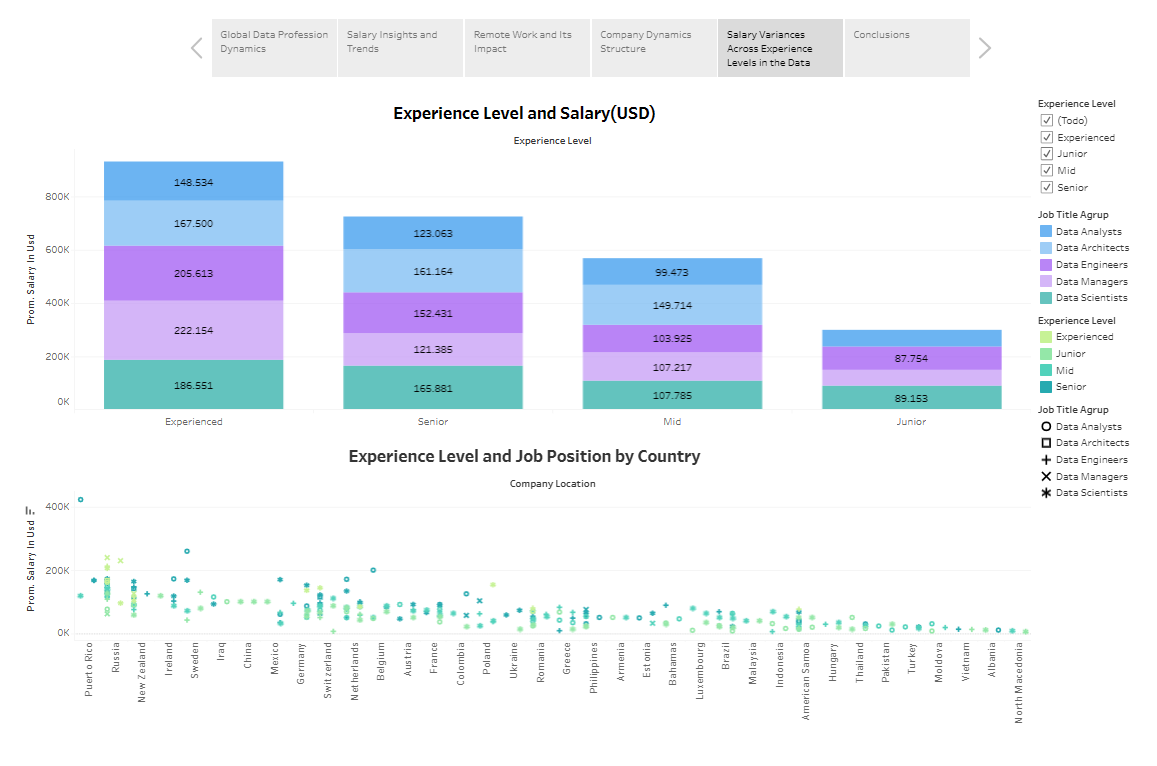 Global Data Profession
Dynamics
Salary Insights and
Trends
Remote Work and Its
Impact
Company Dynamics
Structure
Salary Variances
Across Experience
Levels in the Data
Conclusions
Experience Level and Salary(USD)
Experience Level
Prom. Salary In Usd
800K
600K
400K
200K
0K
148.534
167.500
205.613
222.154
186.551
123.063
161.164
152.431
121.385
165.881
99.473
149.714
103.925
107.217
107.785
87.754
89.153
Experienced
Senior
Mid
Junior
Experience Level
(Todo)
Experienced
Junior
Mid
Senior
Job Title Agrup
Data Analysts
Data Architects
Data Engineers
Data Managers
Data Scientists
Experience Level
Experienced
Junior
Mid
Senior
Job Title Agrup
Data Analysts
Data Architects
Data Engineers
Data Managers
Data Scientists
Experience Level and Job Position by Country
Company Location
Prom. Salary In Usd
400K
200K
0K
Puerto Rico
Russia
New Zealand
Ireland
Sweden
Iraq
China
Mexico
Germany
Switzerland
Netherlands
Belgium
Austria
France
Colombia
Poland
Ukraine
Romania
Greece
Philippines
Armenia
Estonia
Bahamas
Luxembourg
Brazil
Malaysia
Indonesia
American Samoa
Hungary
Thailand
Pakistan
Turkey
Moldova
Vietnam
Albania
North Macedonia